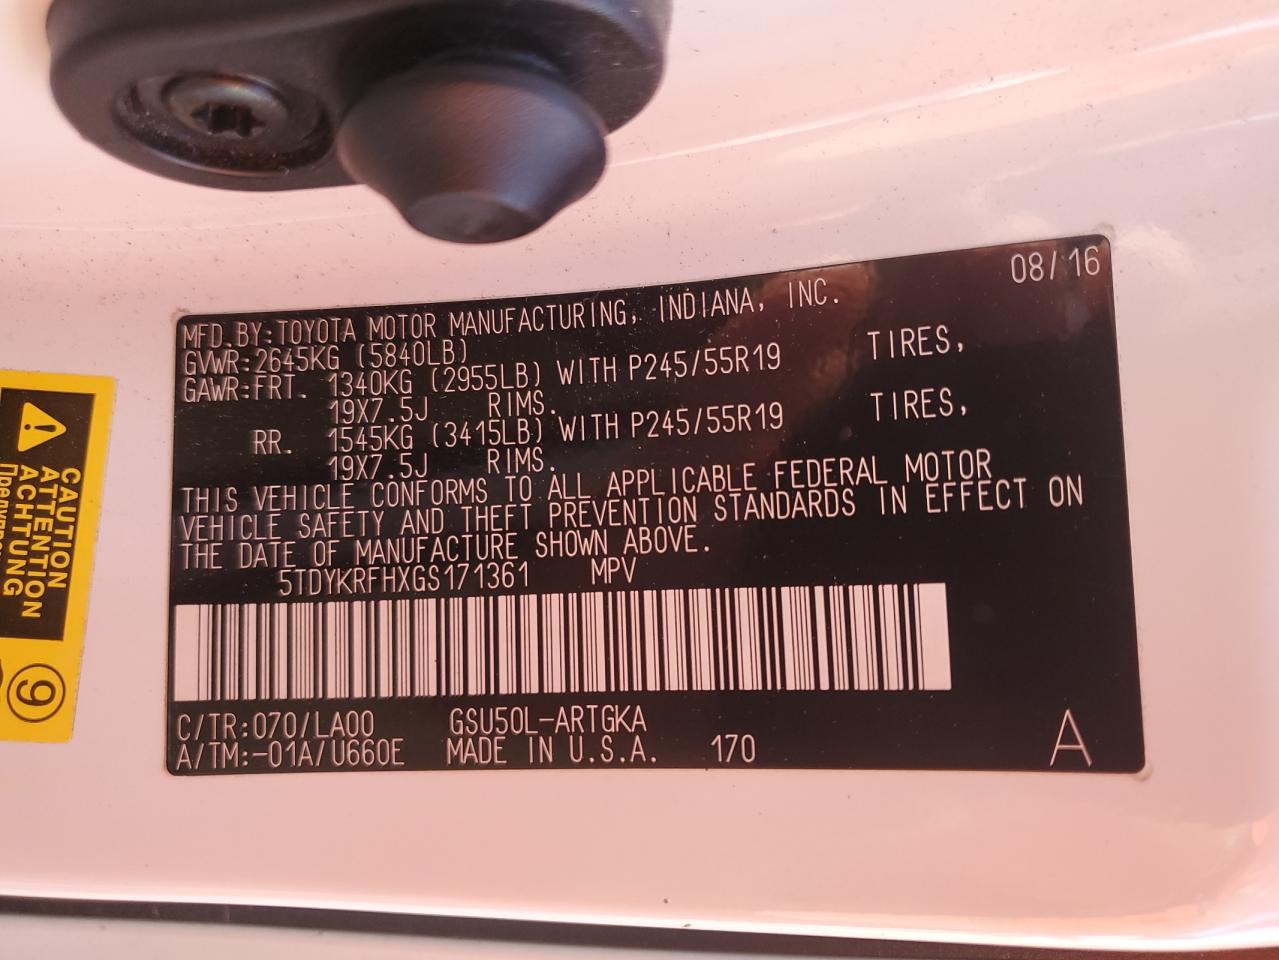 MFD.BY:TOYOTA MOTOR MANUFACTURING, INDIANA, INC. 08/16
GVWR:2645KG (5840LB)
GAWR:FRT. 1340KG (2955LB) WITH P245/55R19 TIRES,
19X7.5J RIMS.
RR. 1545KG (3415LB) WITH P245/55R19 TIRES,
19X7.5J RIMS.
THIS VEHICLE CONFORMS TO ALL APPLICABLE FEDERAL MOTOR
VEHICLE SAFETY AND THEFT PREVENTION STANDARDS IN EFFECT ON
THE DATE OF MANUFACTURE SHOWN ABOVE.
5TDYKRFHXGS171361 MPV
C/TR:070/LA00 GSU50L-ARTGKA
A/TM:-01A/U660E MADE IN U.S.A. 170 A
CAUTION
ATTENTION
ACHTUNG
9